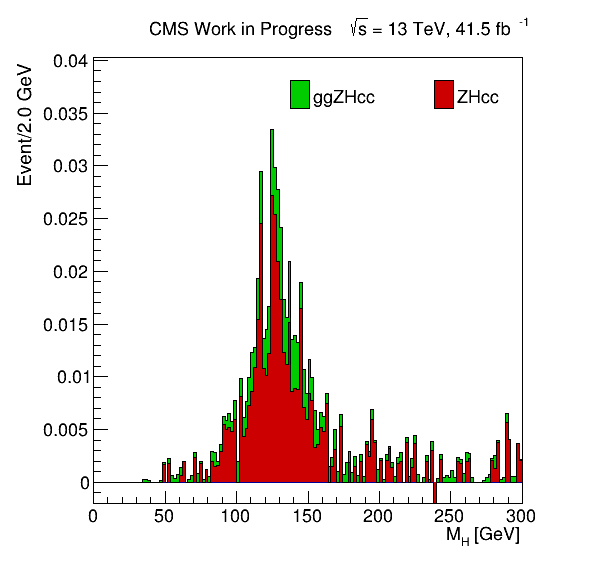 CMS Work in Progress √s = 13 TeV, 41.5 fb⁻¹
Event/2.0 GeV
0.04
0.035
0.03
0.025
0.02
0.015
0.01
0.005
0
ggZHcc ZHcc
0 50 100 150 200 250 300
M_H [GeV]